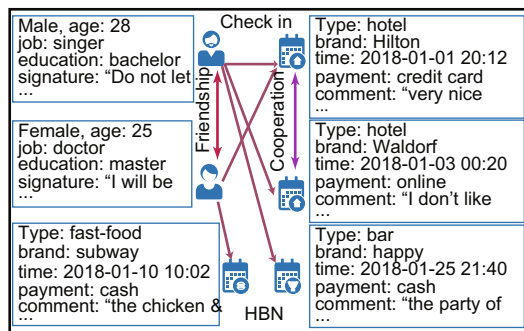 Male, age: 28
job: singer
education: bachelor
signature: “Do not let
...
Female, age: 25
job: doctor
education: master
signature: “I will be
...
Type: fast-food
brand: subway
time: 2018-01-10 10:02
payment: cash
comment: “the chicken &
...
Check in
Friendship
Cooperation
HBN
Type: hotel
brand: Hilton
time: 2018-01-01 20:12
payment: credit card
comment: “very nice
...
Type: hotel
brand: Waldorf
time: 2018-01-03 00:20
payment: online
comment: “I don’t like
...
Type: bar
brand: happy
time: 2018-01-25 21:40
payment: cash
comment: “the party of
...